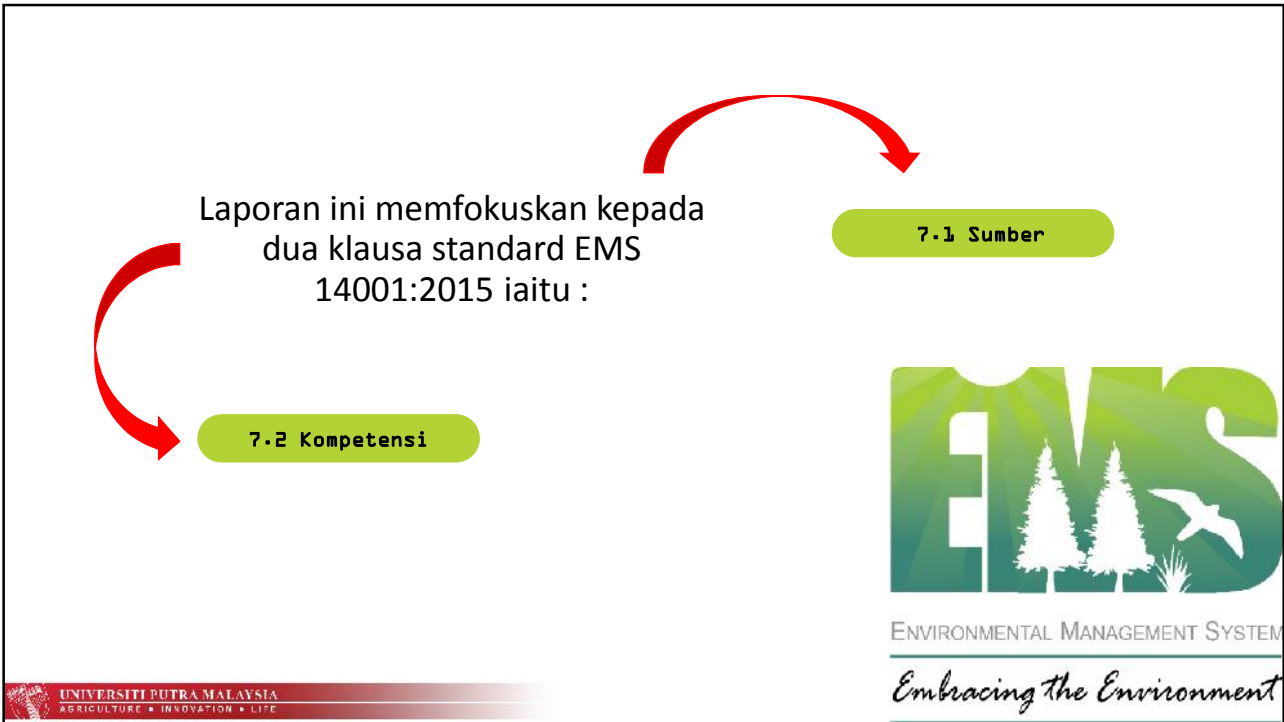 Laporan ini memfokuskan kepada
dua klausa standard EMS
14001:2015 iaitu :
7.1 Sumber
7.2 Kompetensi
EMS
ENVIRONMENTAL MANAGEMENT SYSTEM
Embracing the Environment
UNIVERSITI PUTRA MALAYSIA
AGRICULTURE • INNOVATION • LIFE